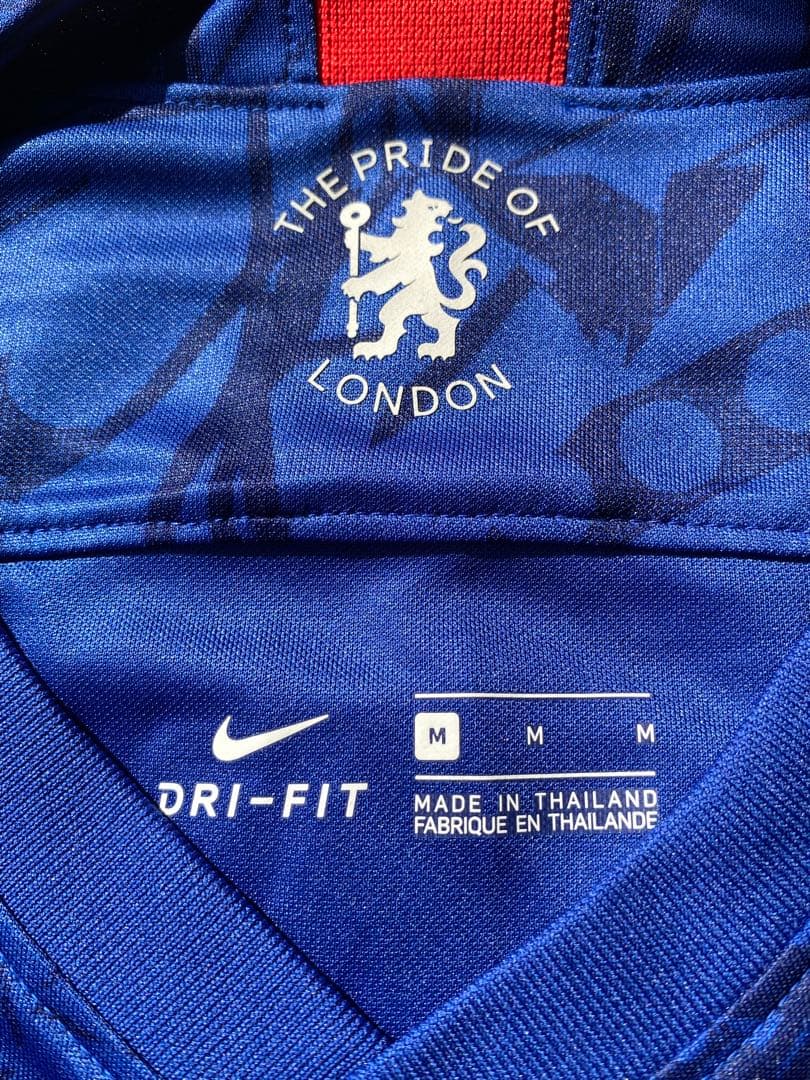 THE PRIDE OF
LONDON
DRI-FIT
M M M
MADE IN THAILAND
FABRIQUE EN THAILANDE